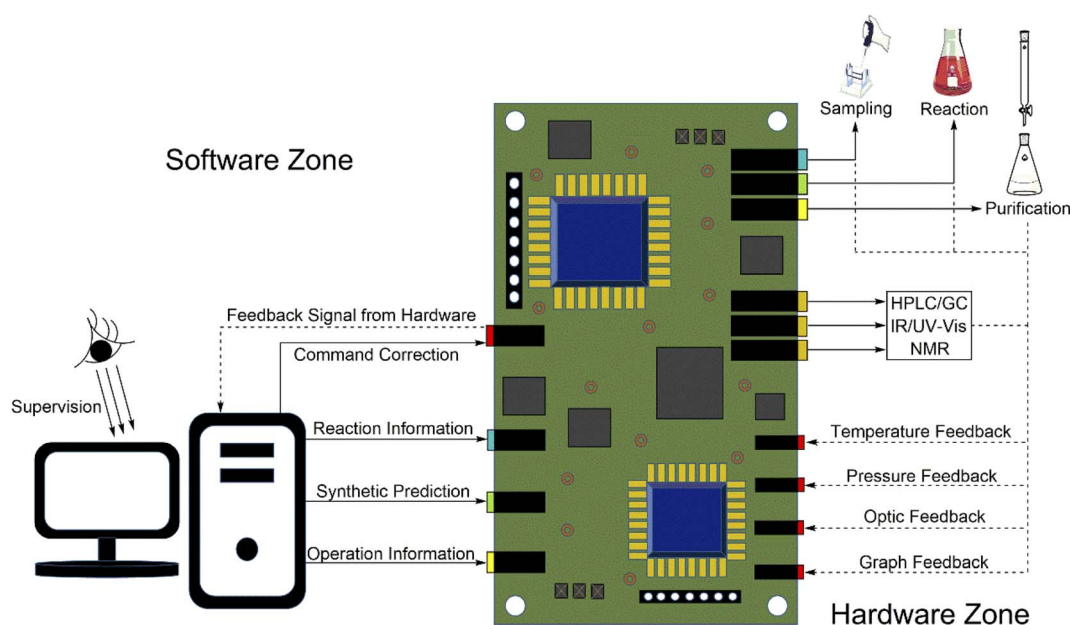 Software Zone
Sampling
Reaction
Purification
HPLC/GC
IR/UV-Vis
NMR
Feedback Signal from Hardware
Command Correction
Supervision
Reaction Information
Synthetic Prediction
Operation Information
Temperature Feedback
Pressure Feedback
Optic Feedback
Graph Feedback
Hardware Zone